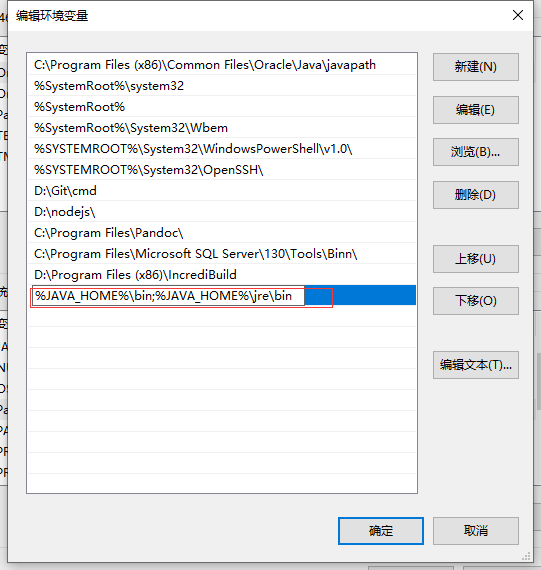 编辑环境变量
C:\Program Files (x86)\Common Files\Oracle\Java\javapath
%SystemRoot%\system32
%SystemRoot%
%SystemRoot%\System32\Wbem
%SYSTEMROOT%\System32\WindowsPowerShell\v1.0\
%SYSTEMROOT%\System32\OpenSSH\
D:\Git\cmd
D:\nodejs\
C:\Program Files\Pandoc\
C:\Program Files\Microsoft SQL Server\130\Tools\Binn\
D:\Program Files (x86)\IncrediBuild
%JAVA_HOME%\bin;%JAVA_HOME%\jre\bin
新建(N)
编辑(E)
浏览(B)...
删除(D)
上移(U)
下移(O)
编辑文本(T)...
确定
取消